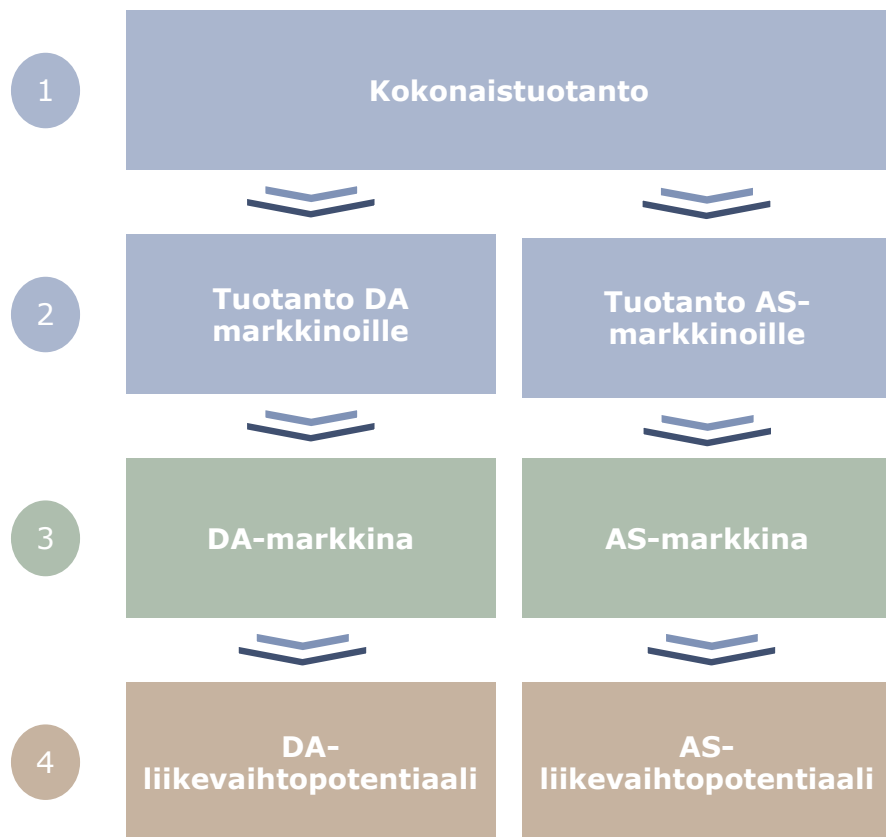 1
Kokonaistuotanto
2
Tuotanto DA
markkinoille
Tuotanto AS-
markkinoille
3
DA-markkina
AS-markkina
4
DA-
liikevaihtopotentiaali
AS-
liikevaihtopotentiaali